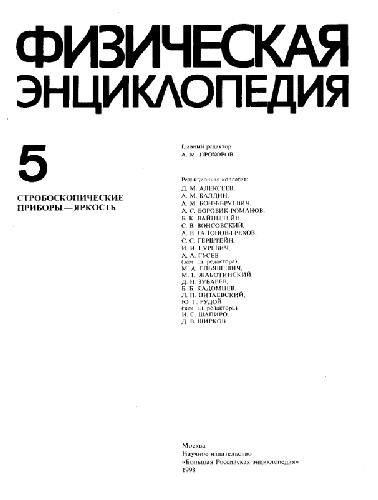 ФИЗИЧЕСКАЯ
ЭНЦИКЛОПЕДИЯ
5
СТРОБОСКОПИЧЕСКИЕ
ПРИБОРЫ—ЯРКОСТЬ
Главный редактор
А. М. ПРОХОРОВ
Редакционная коллегия:
Д. М. АЛЕКСЕЕВ,
А. М. БАЛДИН,
А. М. БОНЧ-БРУЕВИЧ,
А. С. БОРОВИК-РОМАНОВ,
Б. К. ВАЙНШТЕЙН,
С. В. ВОНСОВСКИЙ,
А. В. ГАПОНОВ-ГРЕХОВ,
С. С. ГЕРШТЕЙН,
И. И. ГУРЕВИЧ,
А. А. ГУСЕВ
(зам. гл. редактора),
М. А. ЕЛЬЯШЕВИЧ,
М. Е. ЖАБОТИНСКИЙ,
Д. Н. ЗУБАРЕВ,
Б. Б. КАДОМЦЕВ,
Л. П. ПИТАЕВСКИЙ,
Ю. Г. РУДОЙ
(зам. гл. редактора),
И. С. ШАПИРО,
Д. В. ШИРКОВ
Москва
Научное издательство
«Большая Российская энциклопедия»
1998